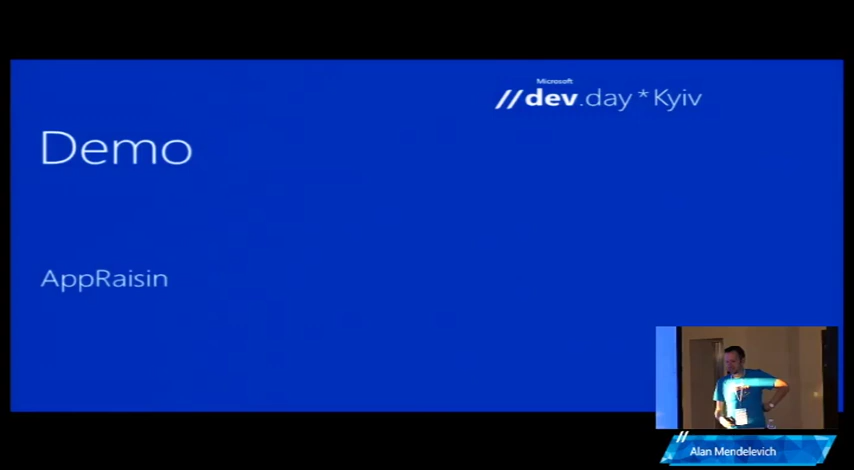 Microsoft
//dev.day*Kyiv
Demo
AppRaisin
Alan Mendelevich